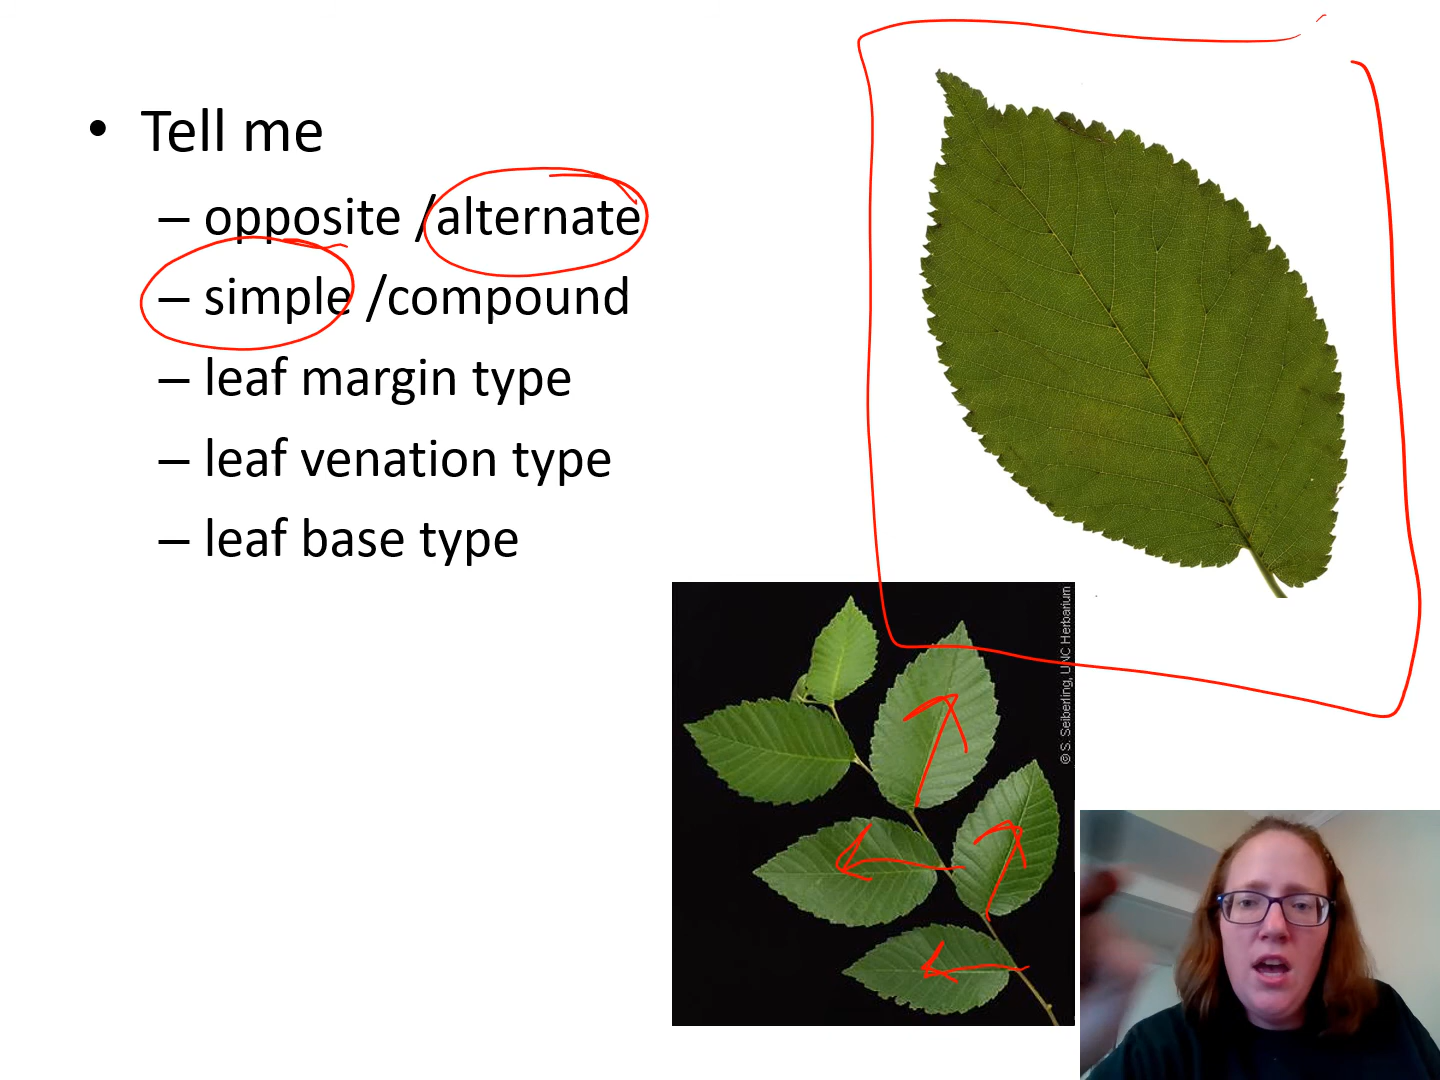 • Tell me
– opposite /alternate
– simple /compound
– leaf margin type
– leaf venation type
– leaf base type
© S. Seiberling, UNC Herbarium